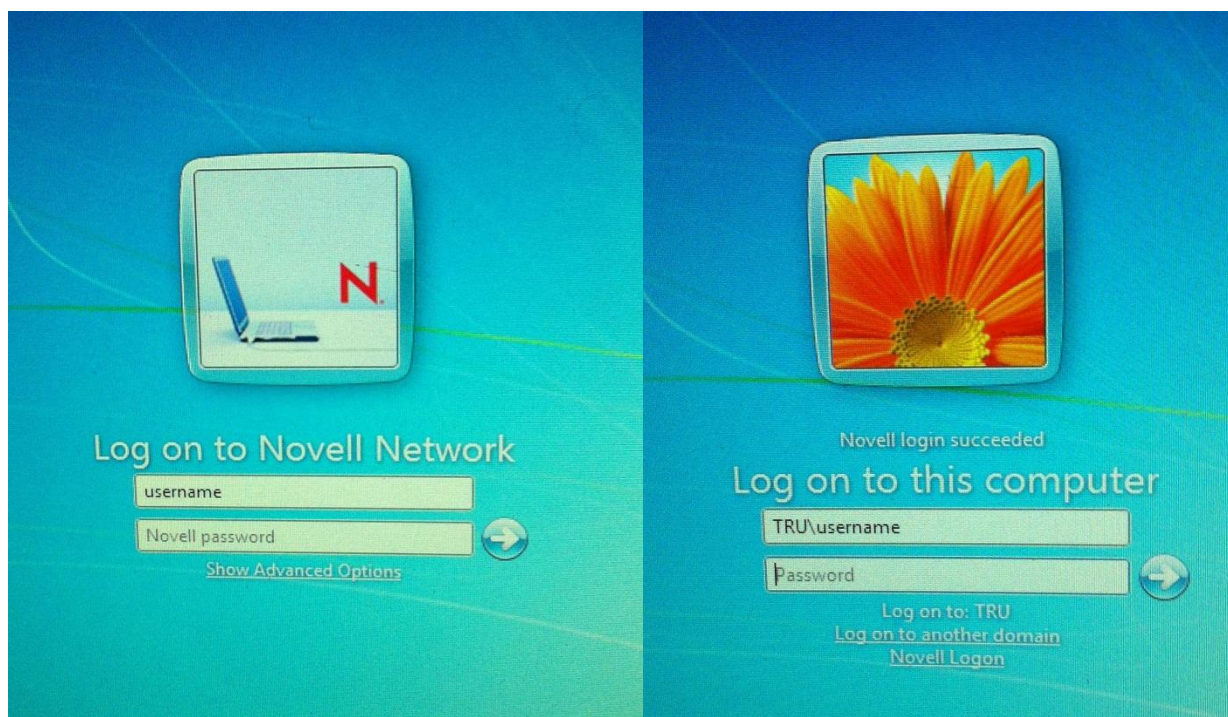 N
Log on to Novell Network
username
Novell password
Show Advanced Options
Novell login succeeded
Log on to this computer
TRU\username
Password
Log on to: TRU
Log on to another domain
Novell Logon